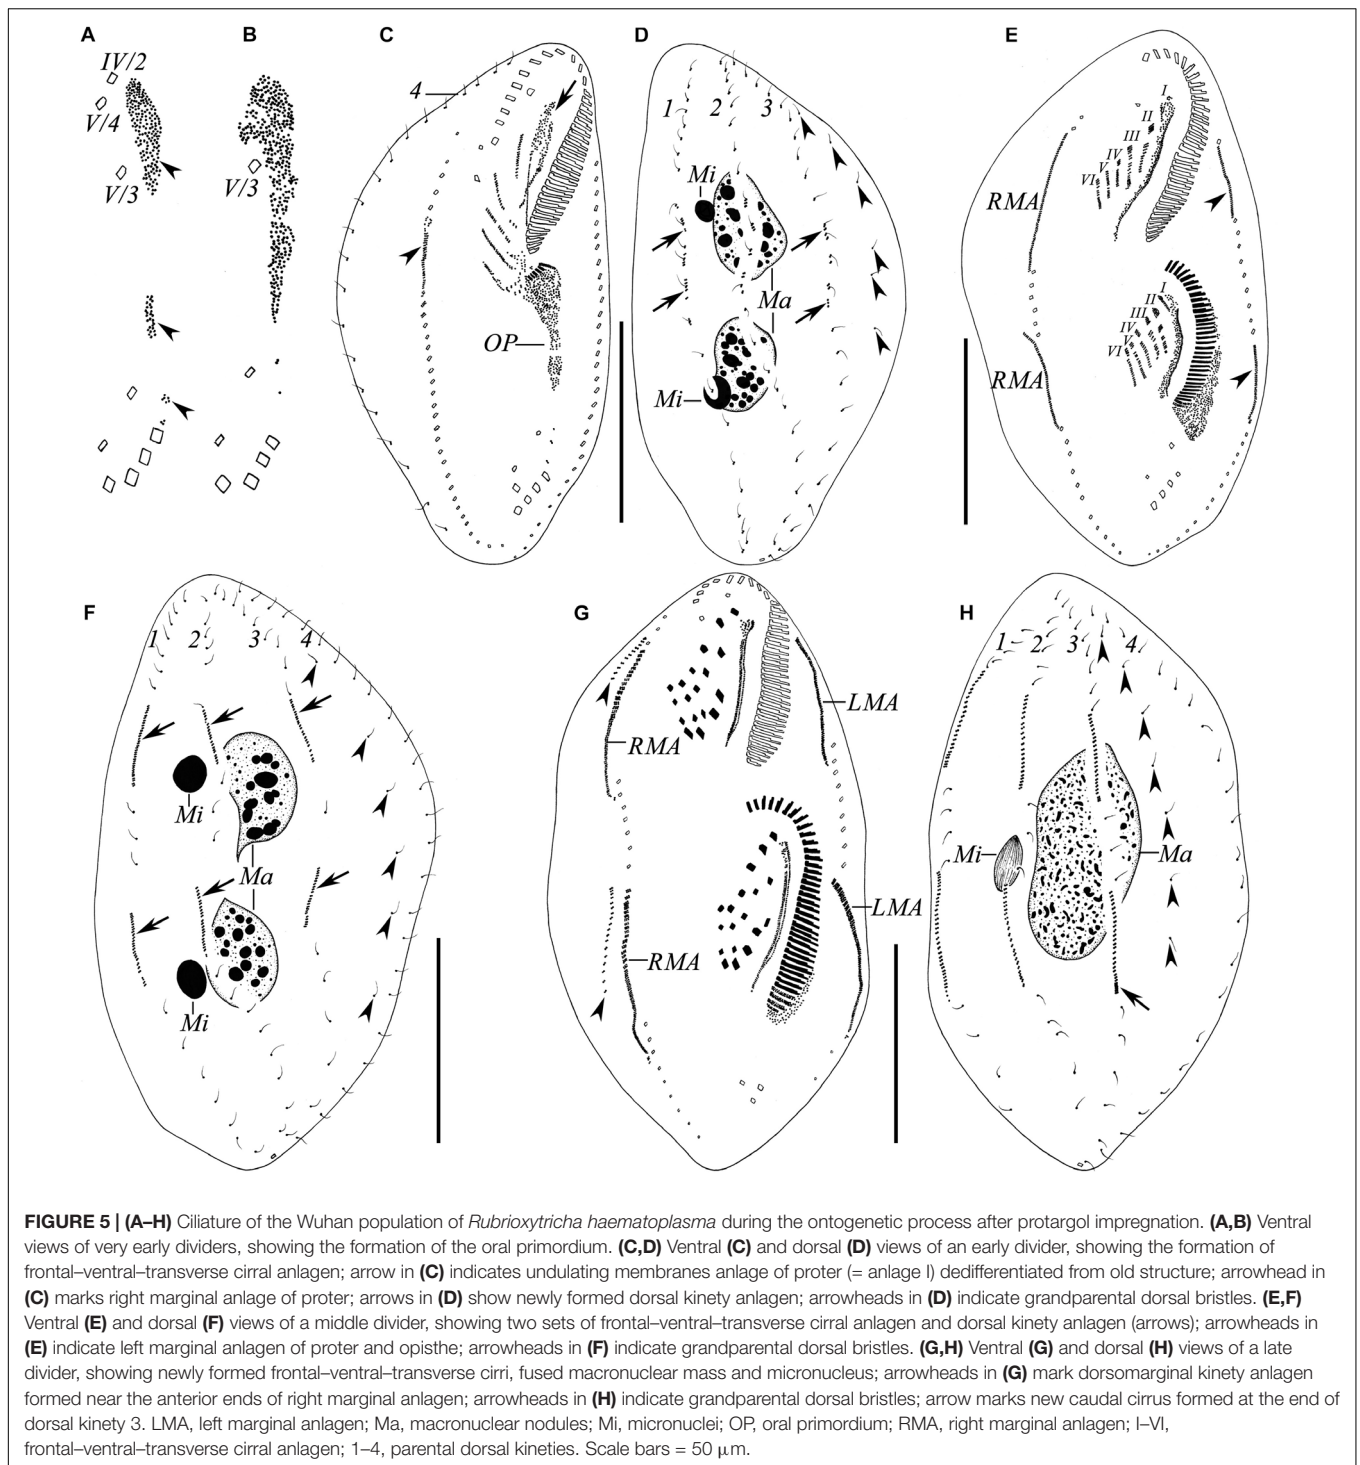 A
B
C
D
E
IV/2
V/4
V/3
V/3
4
OP
1
2
3
Mi
Ma
Mi
I
II
III
IV
V
VI
RMA
I
II
III
IV
V
VI
RMA
F
G
H
1
2
3
4
Mi
Ma
Mi
RMA
LMA
RMA
LMA
1
2
3
4
Mi
Ma
FIGURE 5 | (A–H) Ciliature of the Wuhan population of Rubrioxytricha haematoplasma during the ontogenetic process after protargol impregnation. (A,B) Ventral
views of very early dividers, showing the formation of the oral primordium. (C,D) Ventral (C) and dorsal (D) views of an early divider, showing the formation of
frontal–ventral–transverse cirral anlagen; arrow in (C) indicates undulating membranes anlage of proter (= anlage I) dedifferentiated from old structure; arrowhead in
(C) marks right marginal anlage of proter; arrows in (D) show newly formed dorsal kinety anlagen; arrowheads in (D) indicate grandparental dorsal bristles. (E,F)
Ventral (E) and dorsal (F) views of a middle divider, showing two sets of frontal–ventral–transverse cirral anlagen and dorsal kinety anlagen (arrows); arrowheads in
(E) indicate left marginal anlagen of proter and opisthe; arrowheads in (F) indicate grandparental dorsal bristles. (G,H) Ventral (G) and dorsal (H) views of a late
divider, showing newly formed frontal–ventral–transverse cirri, fused macronuclear mass and micronucleus; arrowheads in (G) mark dorsomarginal kinety anlagen
formed near the anterior ends of right marginal anlagen; arrowheads in (H) indicate grandparental dorsal bristles; arrow marks new caudal cirrus formed at the end of
dorsal kinety 3. LMA, left marginal anlagen; Ma, macronuclear nodules; Mi, micronuclei; OP, oral primordium; RMA, right marginal anlagen; I–VI,
frontal–ventral–transverse cirral anlagen; 1–4, parental dorsal kineties. Scale bars = 50 μm.